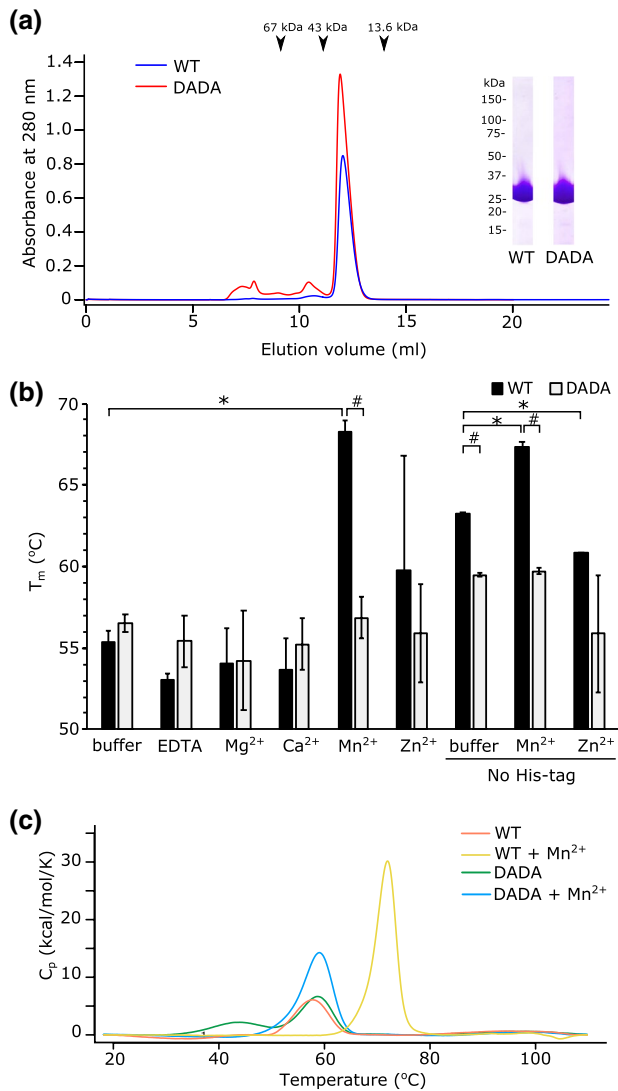 (a)
67 kDa 43 kDa 13.6 kDa
WT
DADA
Absorbance at 280 nm
1.4
1.2
1.0
0.8
0.6
0.4
0.2
0
0 5 10 15 20
Elution volume (ml)
kDa
150-
100-
75-
50-
37-
25-
20-
15-
WT DADA
(b)
WT DADA
* # # * # *
T_m (°C)
70
65
60
55
50
buffer EDTA Mg²⁺ Ca²⁺ Mn²⁺ Zn²⁺ buffer Mn²⁺ Zn²⁺
No His-tag
(c)
WT
WT + Mn²⁺
DADA
DADA + Mn²⁺
C_p (kcal/mol/K)
30
20
10
0
20 40 60 80 100
Temperature (°C)